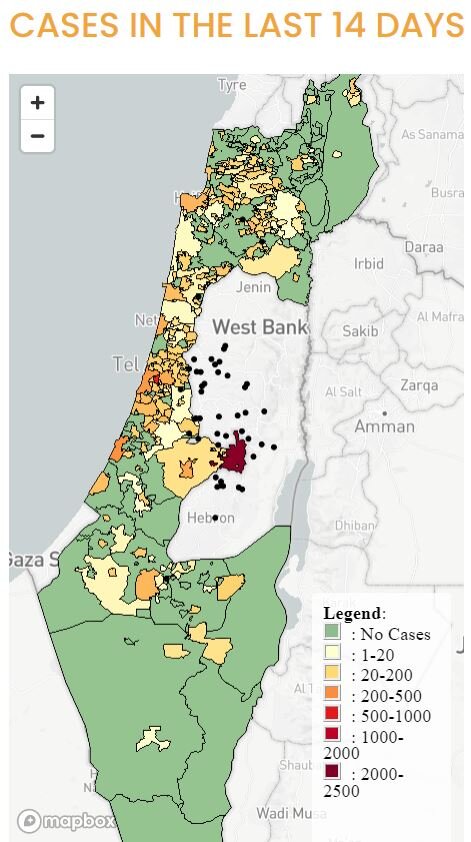 CASES IN THE LAST 14 DAYS
+
−
Tyre
As Sanama
Busra
Daraa
Irbid
Jenin
Al Mafra
Net
West Bank
Sakib
Tel
Zarqa
Al Salt
Amman
Hebron
Dhiban
Gaza S
Legend:
: No Cases
: 1-20
: 20-200
: 200-500
: 500-1000
: 1000-
2000
: 2000-
2500
Al T
Shaub
N
Wadi Musa
mapbox